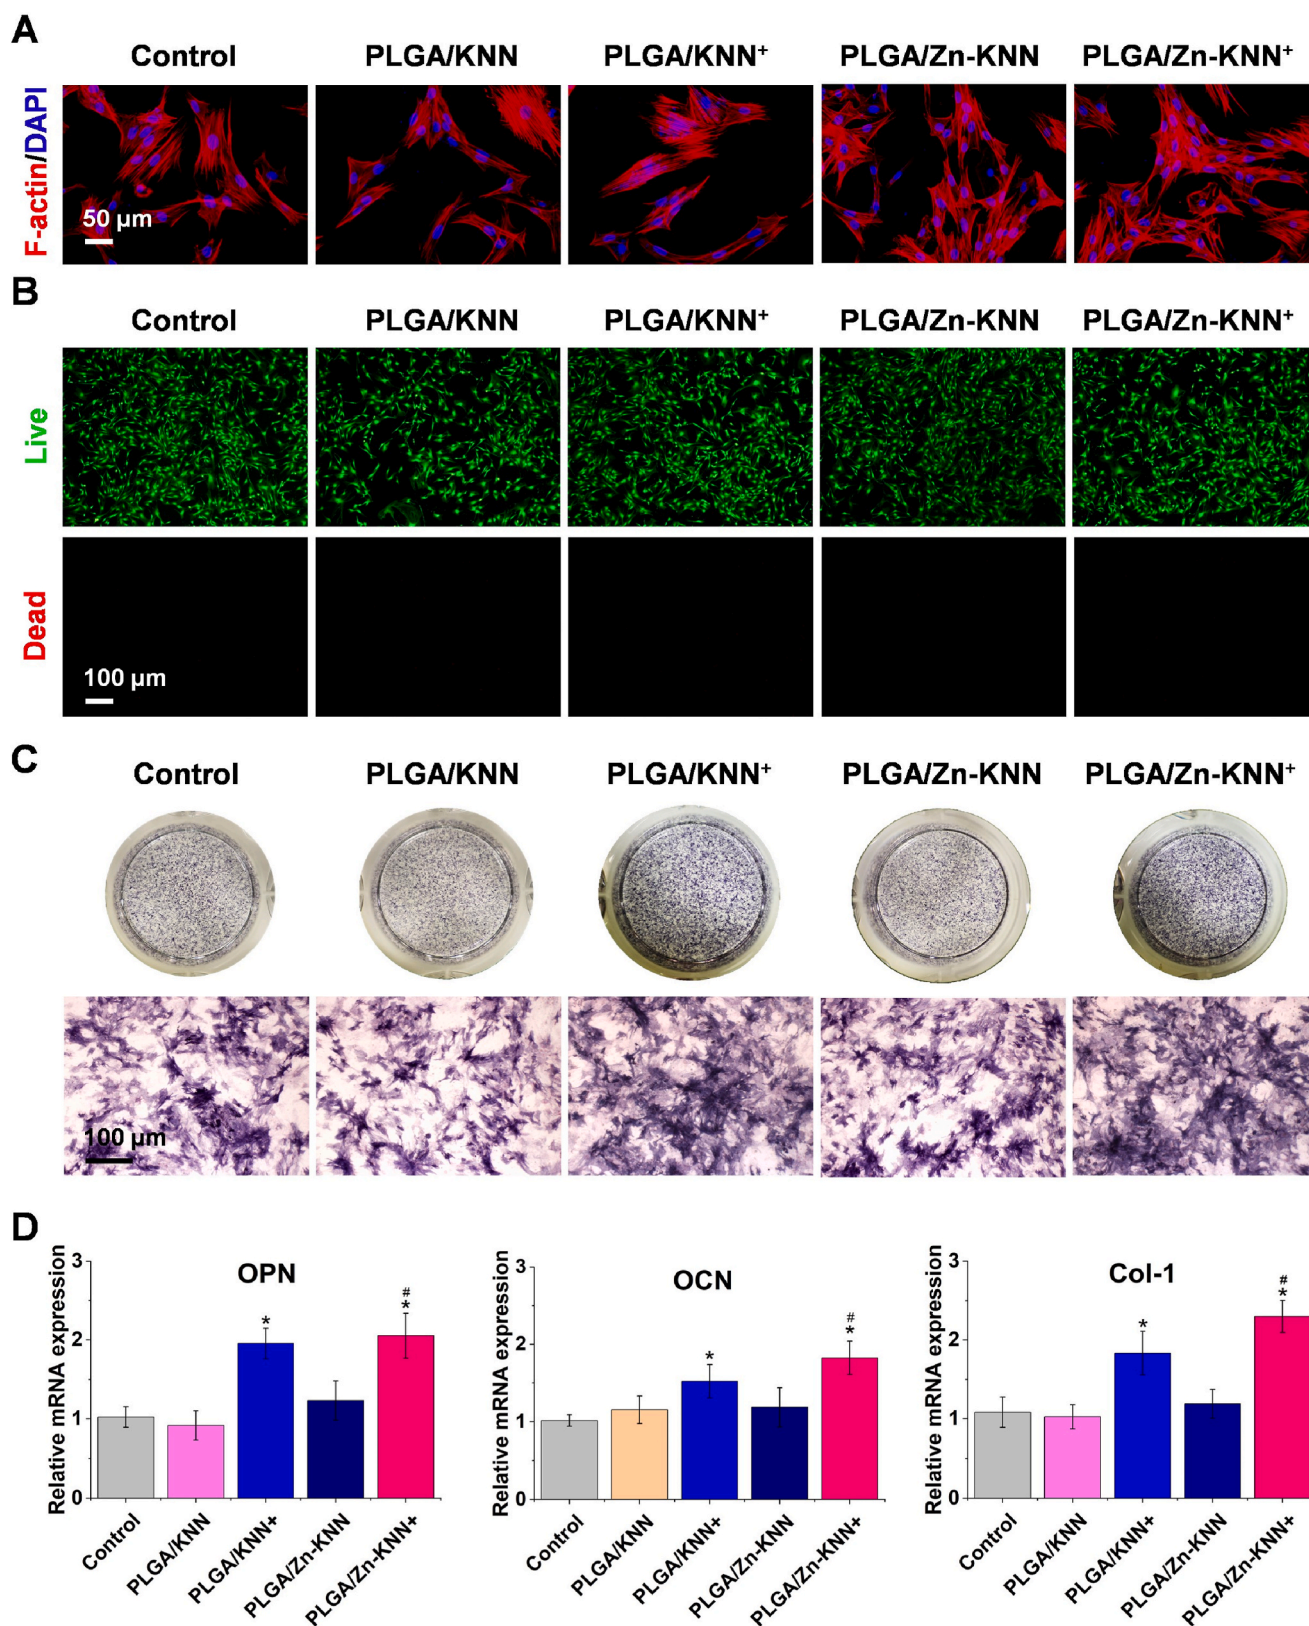 A
Control PLGA/KNN PLGA/KNN⁺ PLGA/Zn-KNN PLGA/Zn-KNN⁺
F-actin/DAPI
50 µm
B
Control PLGA/KNN PLGA/KNN⁺ PLGA/Zn-KNN PLGA/Zn-KNN⁺
Live
Dead
100 µm
C
Control PLGA/KNN PLGA/KNN⁺ PLGA/Zn-KNN PLGA/Zn-KNN⁺
100 µm
D
OPN
Relative mRNA expression
3
2
1
0
*
#
*
Control
PLGA/KNN
PLGA/KNN+
PLGA/Zn-KNN
PLGA/Zn-KNN+
OCN
Relative mRNA expression
3
2
1
0
*
#
*
Control
PLGA/KNN
PLGA/KNN+
PLGA/Zn-KNN
PLGA/Zn-KNN+
Col-1
Relative mRNA expression
3
2
1
0
*
#
*
Control
PLGA/KNN
PLGA/KNN+
PLGA/Zn-KNN
PLGA/Zn-KNN+